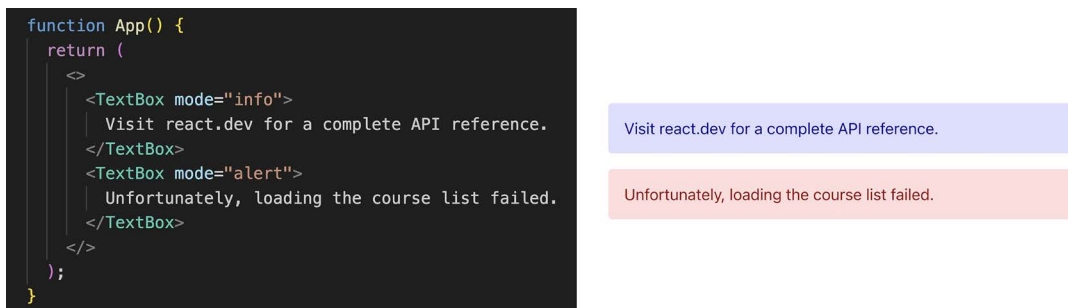 function App() {
return (
<>
<TextBox mode="info">
Visit react.dev for a complete API reference.
</TextBox>
<TextBox mode="alert">
Unfortunately, loading the course list failed.
</TextBox>
</>
);
}
Visit react.dev for a complete API reference.
Unfortunately, loading the course list failed.